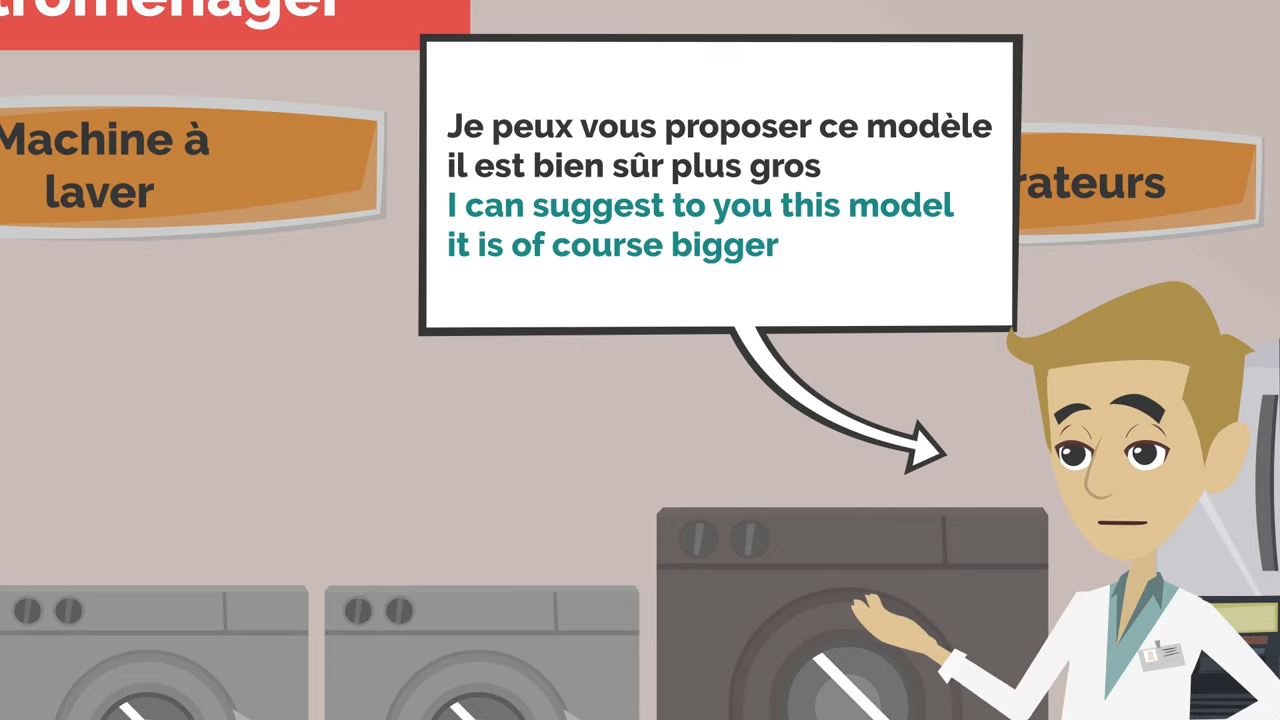 Machine à
laver
Je peux vous proposer ce modèle
il est bien sûr plus gros
I can suggest to you this model
it is of course bigger